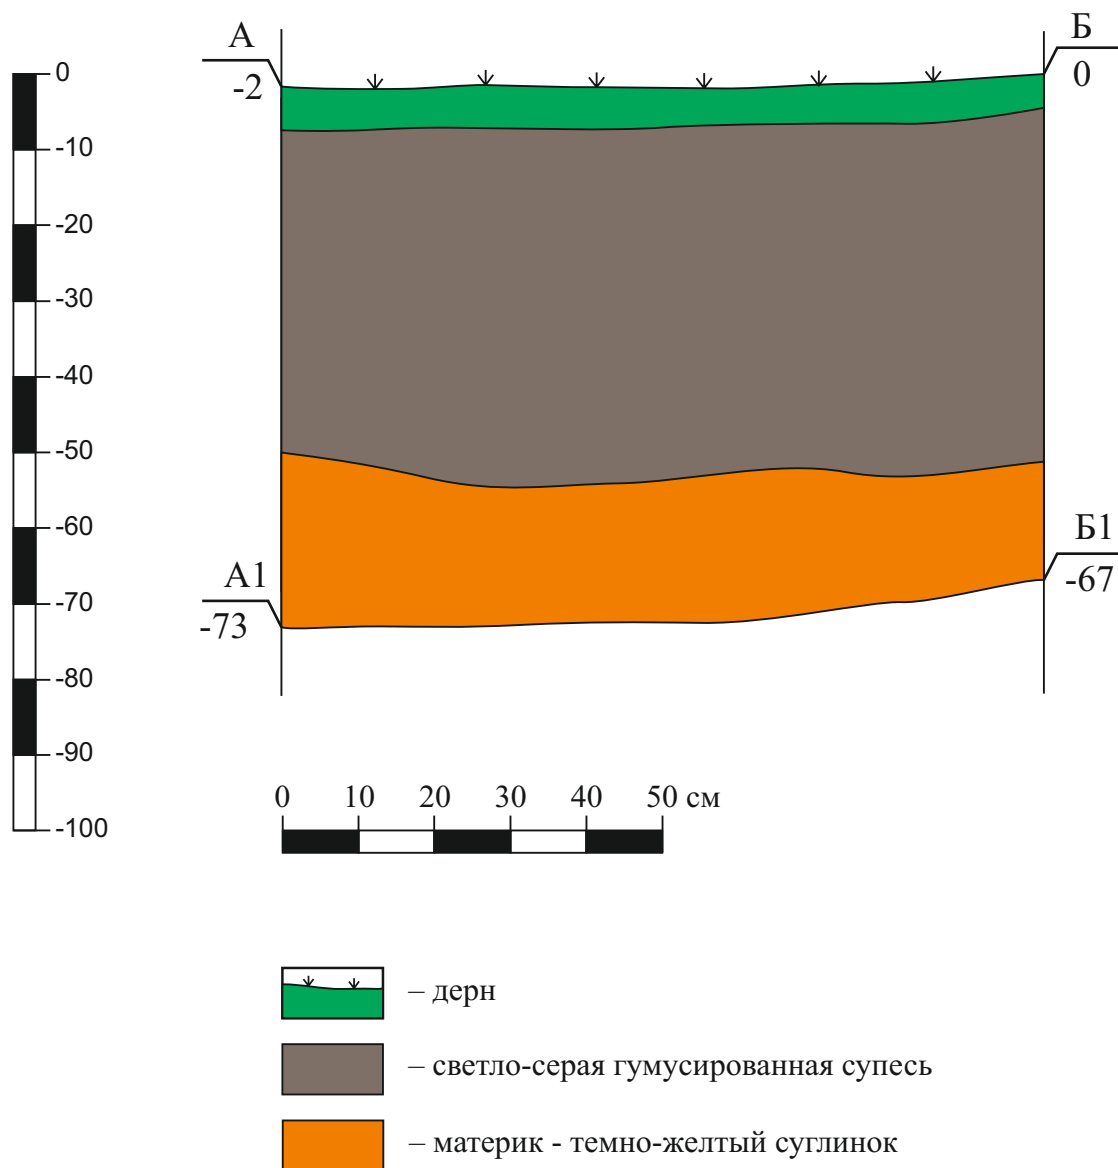 А
Б
-2
0
0
-10
-20
-30
-40
-50
-60
-70
-80
-90
-100
А1
-73
Б1
-67
0 10 20 30 40 50 см
– дерн
– светло-серая гумусированная супесь
– материк - темно-желтый суглинок